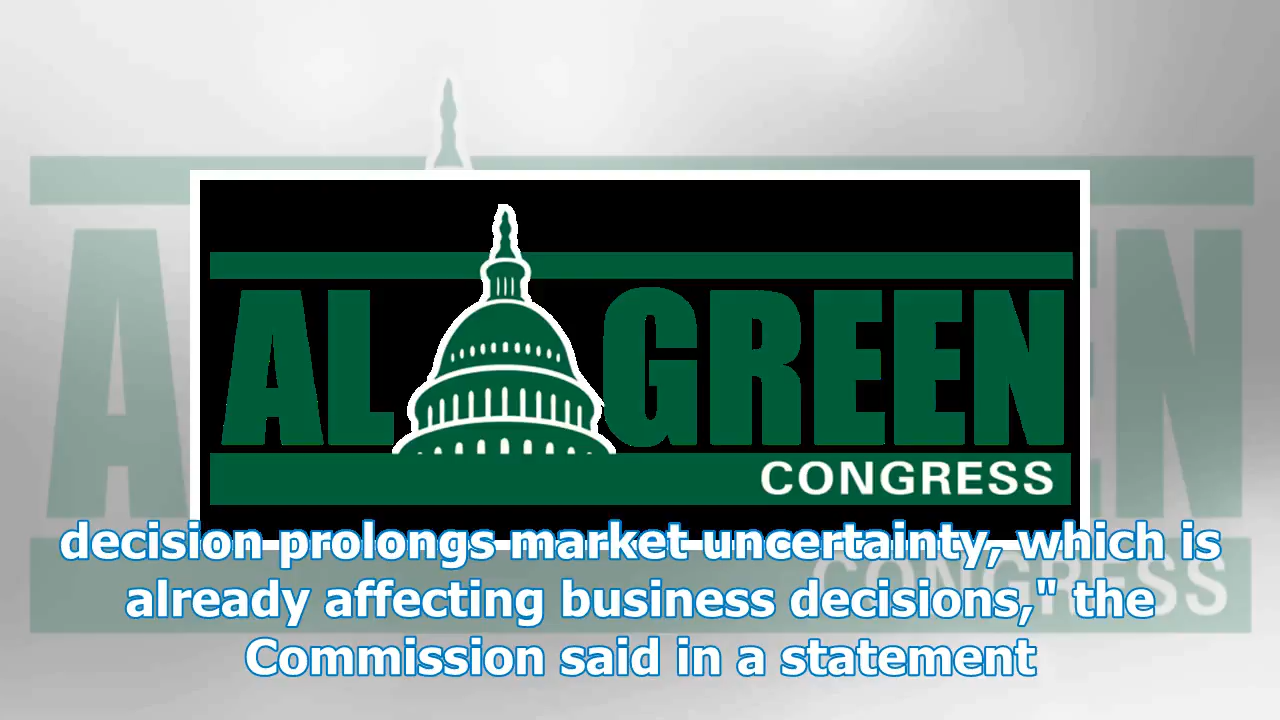 AL GREEN
CONGRESS
decision prolongs market uncertainty, which is
already affecting business decisions," the
Commission said in a statement